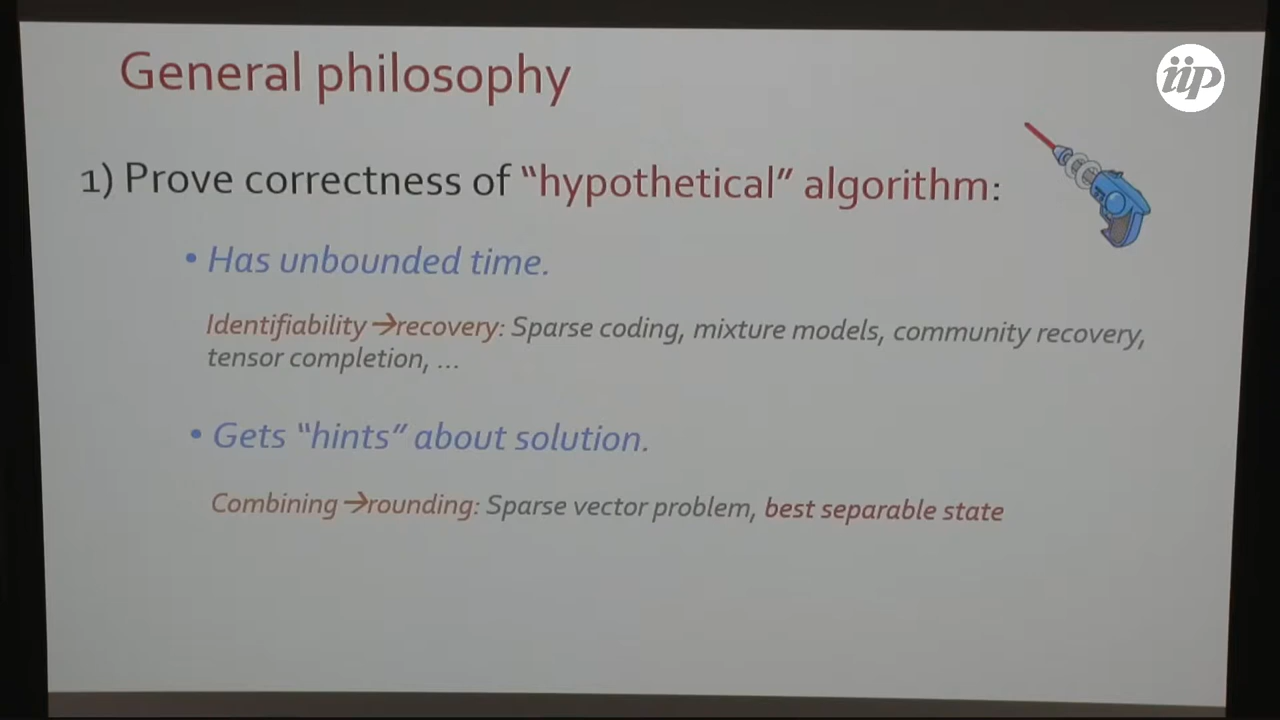 General philosophy
iip
1) Prove correctness of “hypothetical” algorithm:
• Has unbounded time.
Identifiability →recovery: Sparse coding, mixture models, community recovery,
tensor completion, ...
• Gets “hints” about solution.
Combining →rounding: Sparse vector problem, best separable state